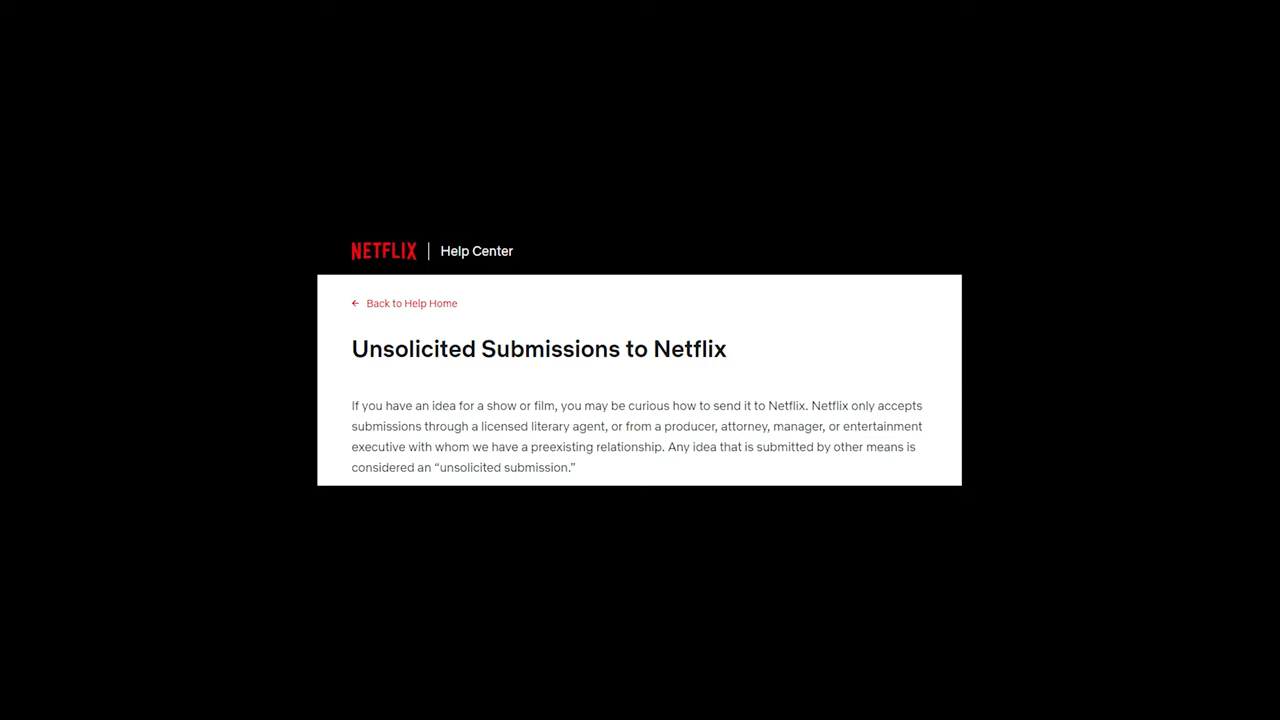 NETFLIX | Help Center
← Back to Help Home
Unsolicited Submissions to Netflix
If you have an idea for a show or film, you may be curious how to send it to Netflix. Netflix only accepts
submissions through a licensed literary agent, or from a producer, attorney, manager, or entertainment
executive with whom we have a preexisting relationship. Any idea that is submitted by other means is
considered an “unsolicited submission.”